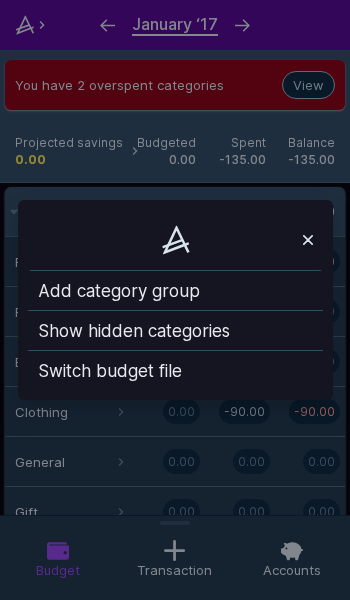 January ‘17
You have 2 overspent categories
View
Projected savings Budgeted Spent Balance
0.00 0.00 -135.00 -135.00
Add category group
Show hidden categories
Switch budget file
Clothing 0.00 -90.00 -90.00
General 0.00 0.00 0.00
Gift 0.00 0.00 0.00
Budget Transaction Accounts